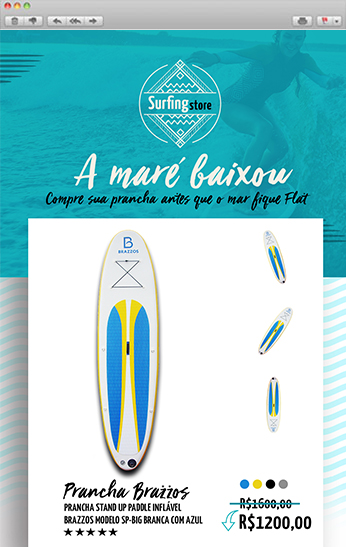 Surfing store
A maré baixou
Compre sua prancha antes que o mar fique Flat
B
BRAZZOS
Prancha Brazzos
PRANCHA STAND UP PADDLE INFLÁVEL
BRAZZOS MODELO SP-BIG BRANCA COM AZUL
R$1600,00
R$1200,00